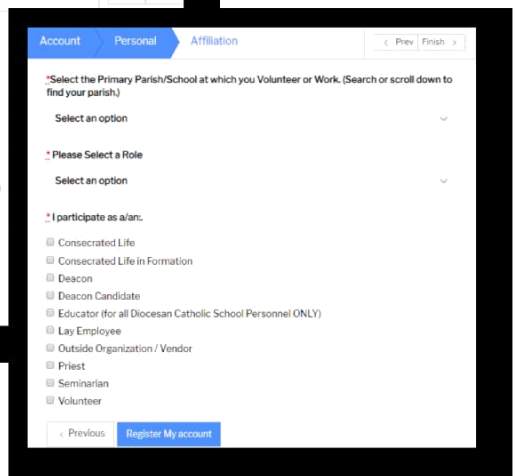 Account Personal Affiliation < Prev Finish >
*Select the Primary Parish/School at which you Volunteer or Work. (Search or scroll down to
find your parish.)
Select an option
* Please Select a Role
Select an option
* I participate as a/an:.
Consecrated Life
Consecrated Life in Formation
Deacon
Deacon Candidate
Educator (for all Diocesan Catholic School Personnel ONLY)
Lay Employee
Outside Organization / Vendor
Priest
Seminarian
Volunteer
< Previous Register My account